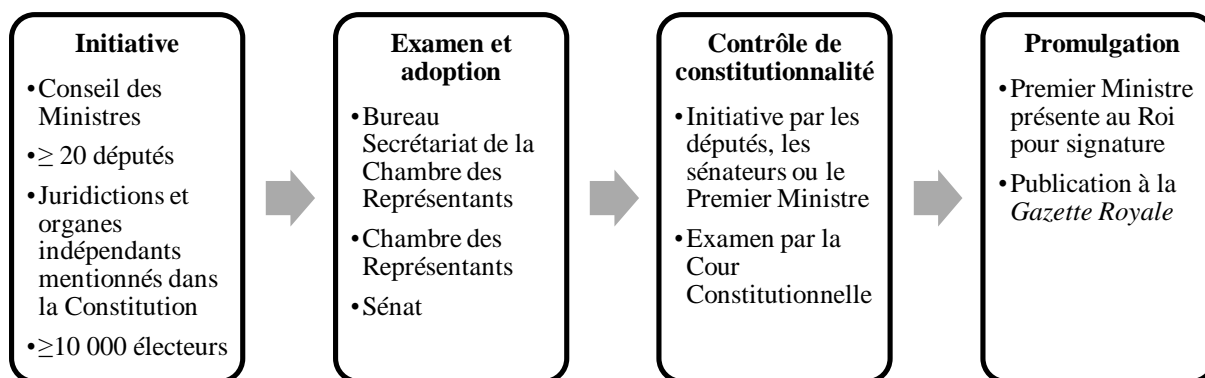 Initiative
•Conseil des
Ministres
•≥ 20 députés
•Juridictions et
organes
indépendants
mentionnés dans
la Constitution
•≥10 000 électeurs
Examen et
adoption
•Bureau
Secrétariat de la
Chambre des
Représentants
•Chambre des
Représentants
•Sénat
Contrôle de
constitutionnalité
•Initiative par les
députés, les
sénateurs ou le
Premier Ministre
•Examen par la
Cour
Constitutionnelle
Promulgation
•Premier Ministre
présente au Roi
pour signature
•Publication à la
Gazette Royale